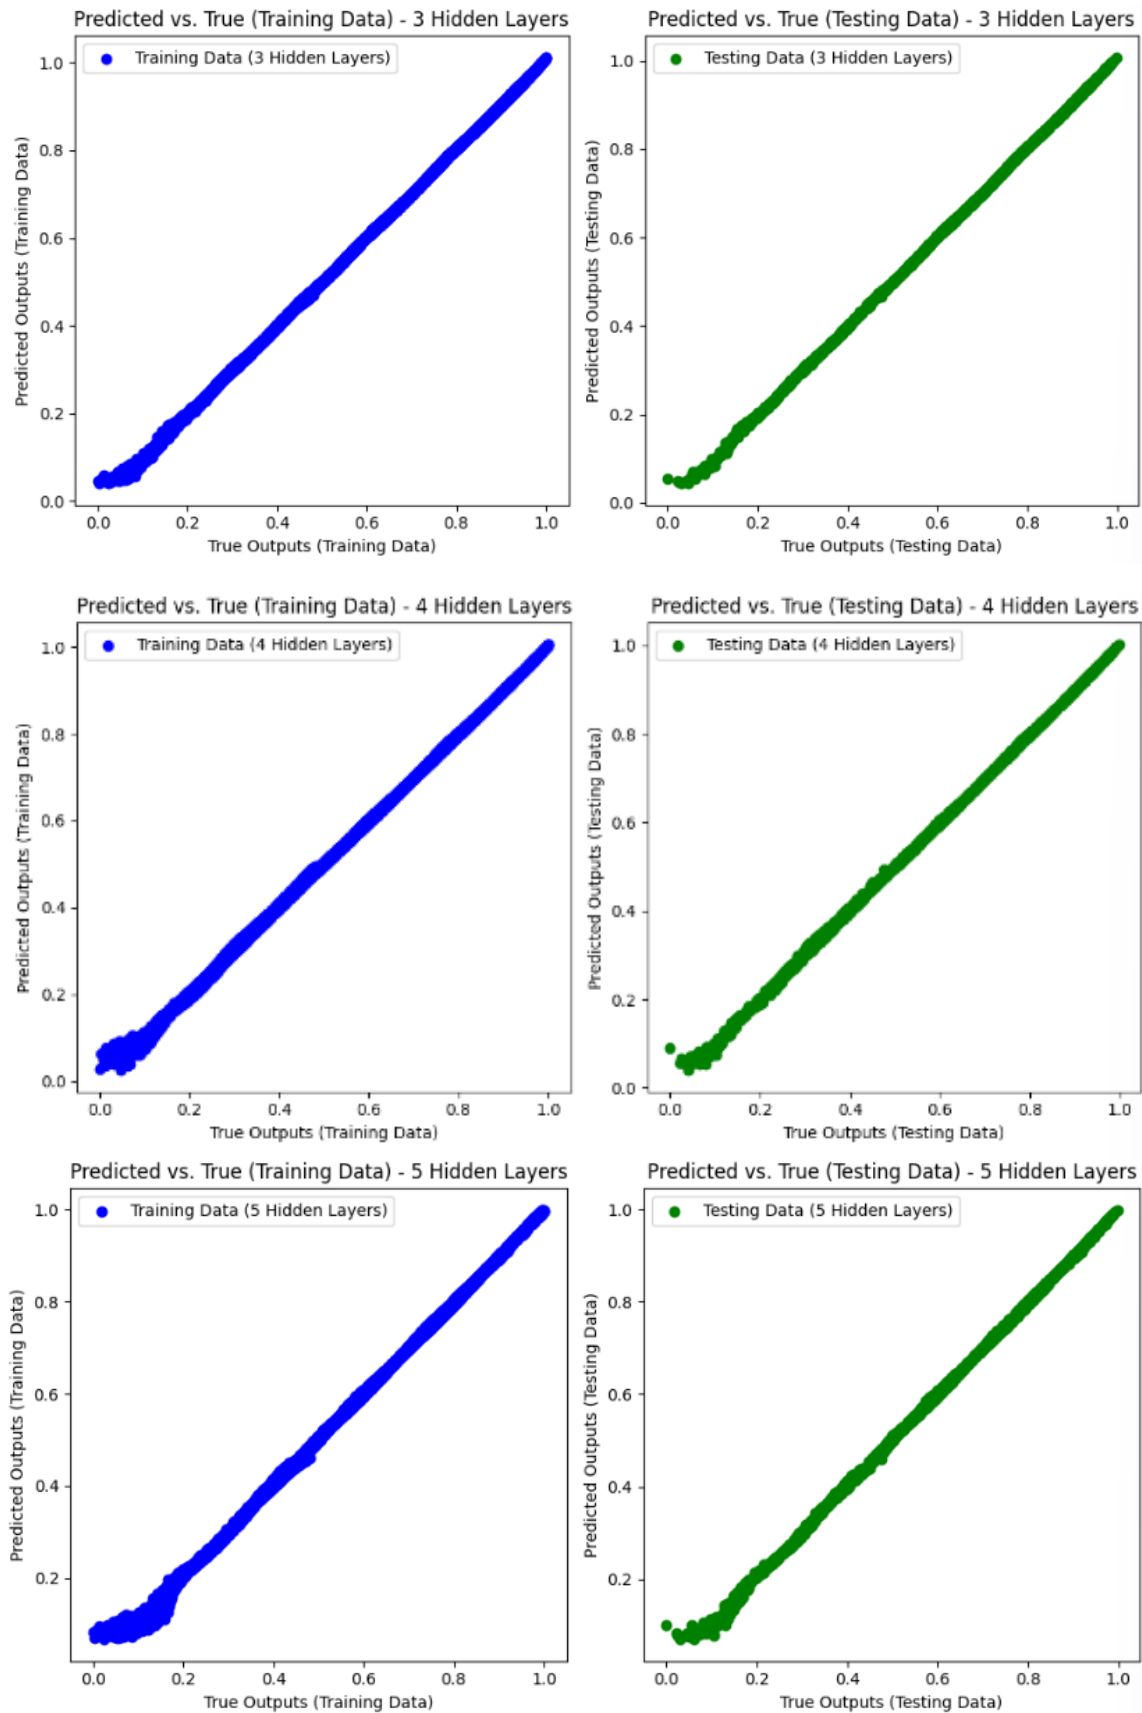 Predicted vs. True (Training Data) - 3 Hidden Layers
Training Data (3 Hidden Layers)
Predicted Outputs (Training Data)
1.0
0.8
0.6
0.4
0.2
0.0
0.0 0.2 0.4 0.6 0.8 1.0
True Outputs (Training Data)
Predicted vs. True (Testing Data) - 3 Hidden Layers
Testing Data (3 Hidden Layers)
Predicted Outputs (Testing Data)
1.0
0.8
0.6
0.4
0.2
0.0
0.0 0.2 0.4 0.6 0.8 1.0
True Outputs (Testing Data)
Predicted vs. True (Training Data) - 4 Hidden Layers
Training Data (4 Hidden Layers)
Predicted Outputs (Training Data)
1.0
0.8
0.6
0.4
0.2
0.0
0.0 0.2 0.4 0.6 0.8 1.0
True Outputs (Training Data)
Predicted vs. True (Testing Data) - 4 Hidden Layers
Testing Data (4 Hidden Layers)
Predicted Outputs (Testing Data)
1.0
0.8
0.6
0.4
0.2
0.0
0.0 0.2 0.4 0.6 0.8 1.0
True Outputs (Testing Data)
Predicted vs. True (Training Data) - 5 Hidden Layers
Training Data (5 Hidden Layers)
Predicted Outputs (Training Data)
1.0
0.8
0.6
0.4
0.2
0.0 0.2 0.4 0.6 0.8 1.0
True Outputs (Training Data)
Predicted vs. True (Testing Data) - 5 Hidden Layers
Testing Data (5 Hidden Layers)
Predicted Outputs (Testing Data)
1.0
0.8
0.6
0.4
0.2
0.0 0.2 0.4 0.6 0.8 1.0
True Outputs (Testing Data)